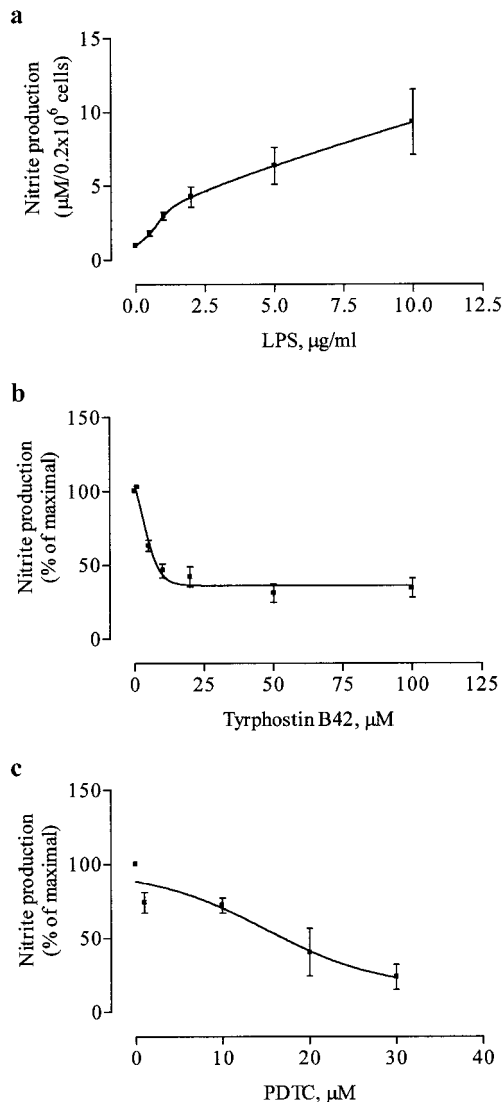 a
Nitrite production
(μM/0.2x10⁶ cells)
15
10
5
0
0.0 2.5 5.0 7.5 10.0 12.5
LPS, μg/ml
b
Nitrite production
(% of maximal)
150
100
50
0
0 25 50 75 100 125
Tyrphostin B42, μM
c
Nitrite production
(% of maximal)
150
100
50
0
0 10 20 30 40
PDTC, μM